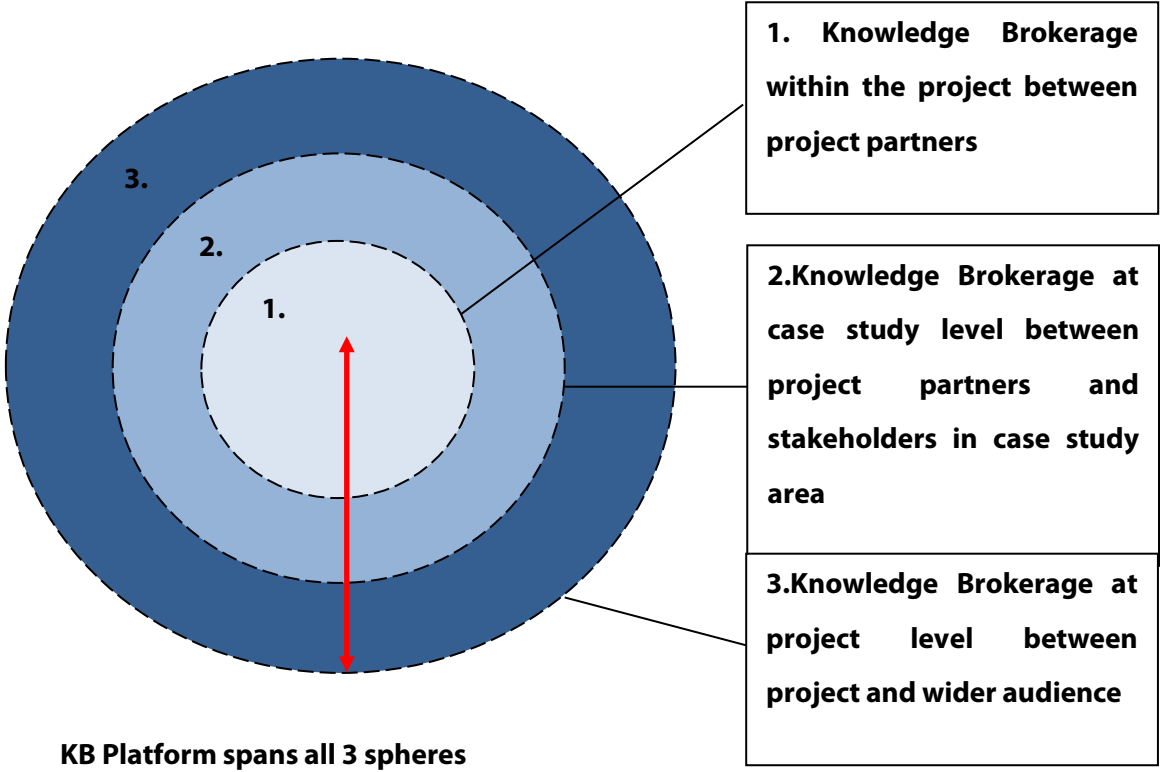 1. Knowledge Brokerage
within the project between
project partners
3.
2.
1.
2.Knowledge Brokerage at
case study level between
project partners and
stakeholders in case study
area
3.Knowledge Brokerage at
project level between
project and wider audience
KB Platform spans all 3 spheres